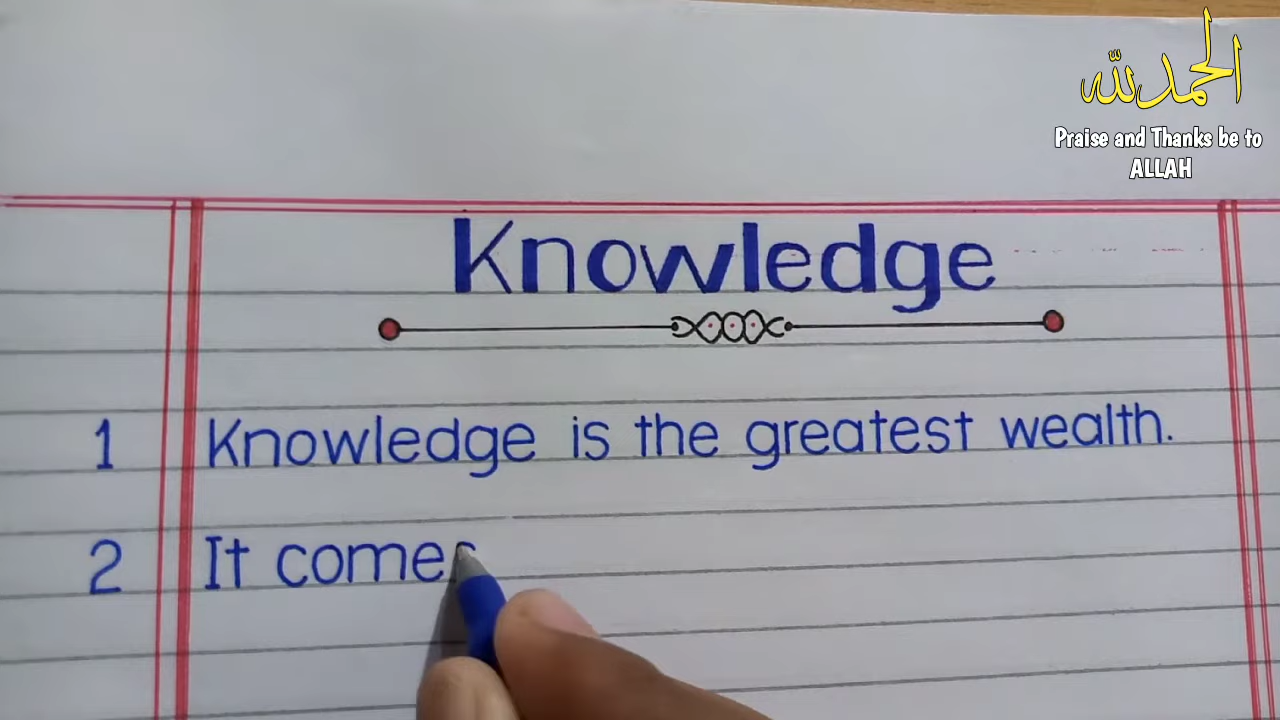 الحمدلله
Praise and Thanks be to
ALLAH
Knowledge
1 Knowledge is the greatest wealth.
2 It comes